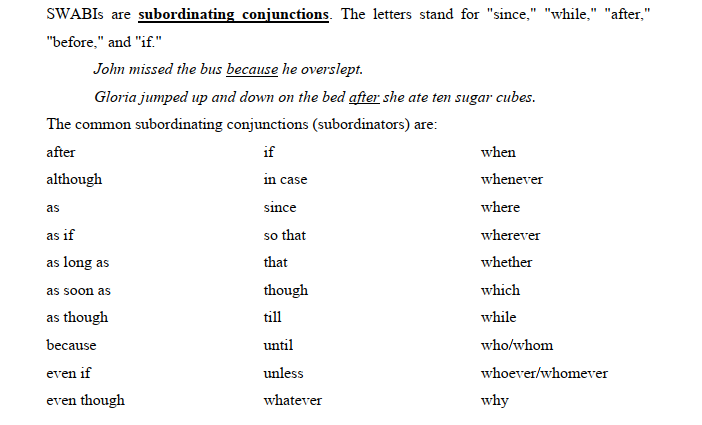 SWABIs are subordinating conjunctions. The letters stand for "since," "while," "after,"
"before," and "if."
John missed the bus because he overslept.
Gloria jumped up and down on the bed after she ate ten sugar cubes.
The common subordinating conjunctions (subordinators) are:
after if when
although in case whenever
as since where
as if so that wherever
as long as that whether
as soon as though which
as though till while
because until who/whom
even if unless whoever/whomever
even though whatever why